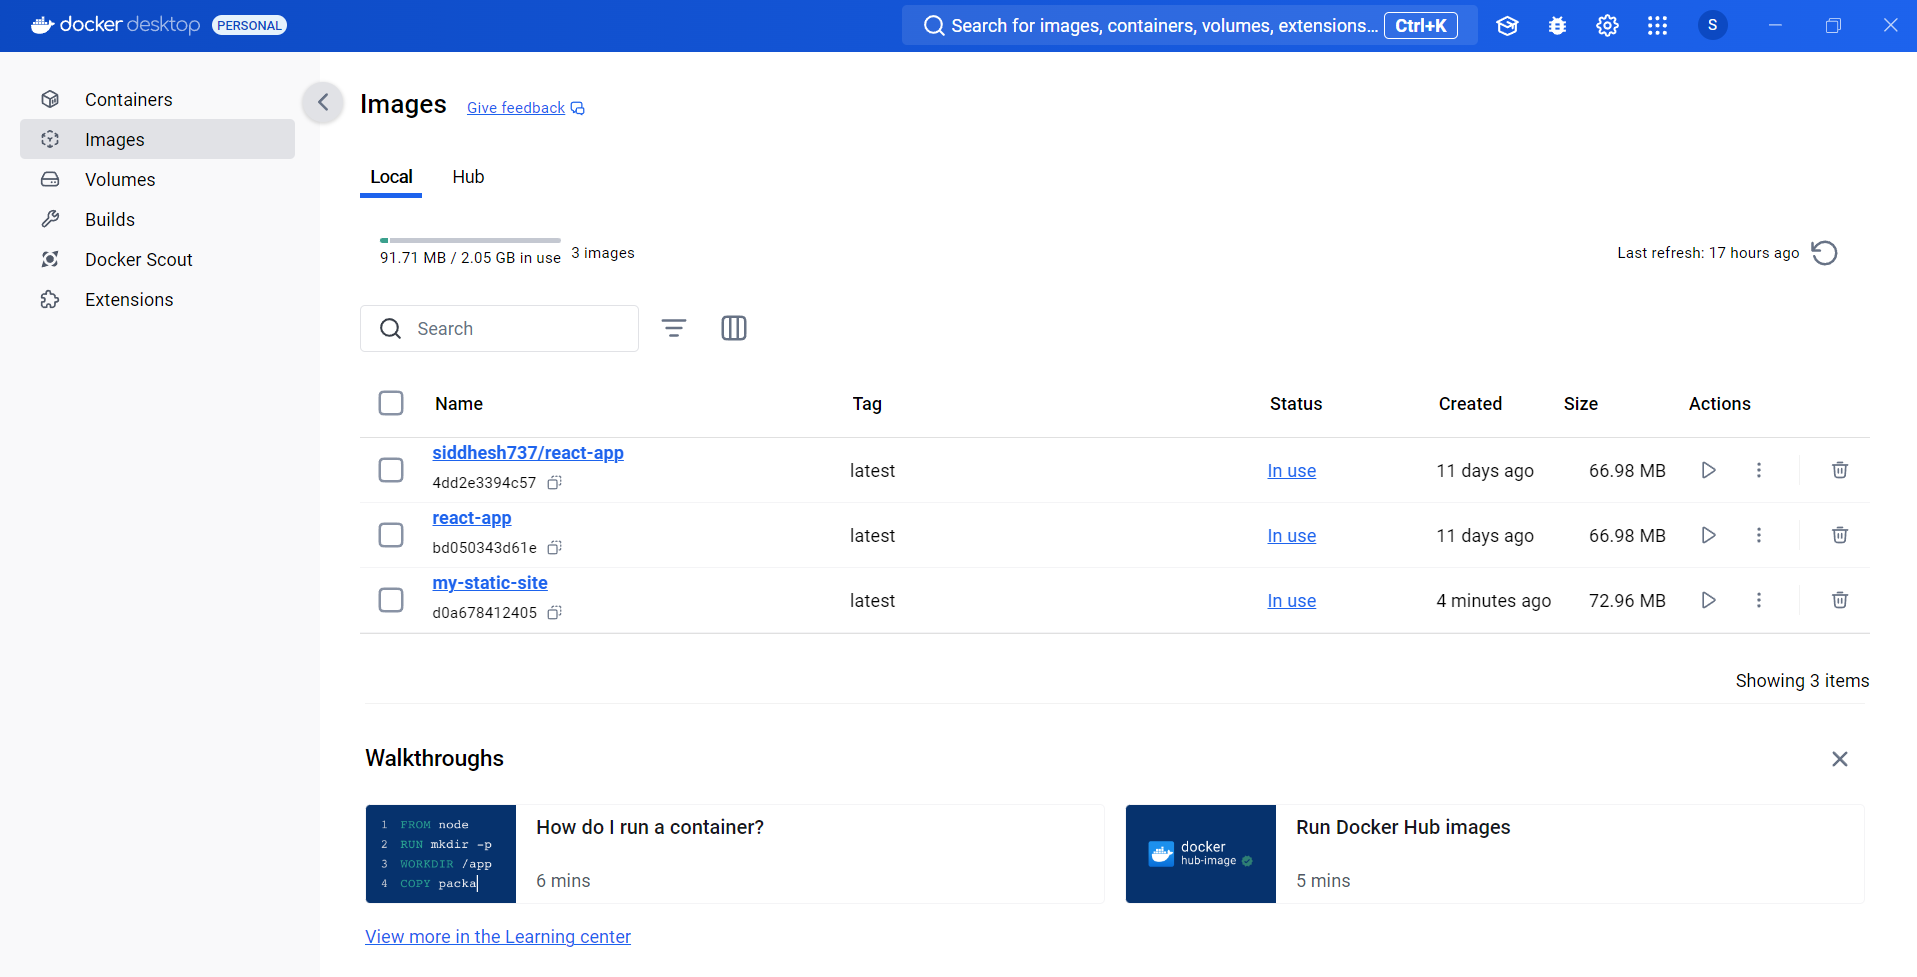 docker desktop PERSONAL
Search for images, containers, volumes, extensions... Ctrl+K
S
Containers
Images
Volumes
Builds
Docker Scout
Extensions
Images Give feedback
Local Hub
91.71 MB / 2.05 GB in use 3 images
Last refresh: 17 hours ago
Search
Name Tag Status Created Size Actions
siddhesh737/react-app
4dd2e3394c57
latest In use 11 days ago 66.98 MB
react-app
bd050343d61e
latest In use 11 days ago 66.98 MB
my-static-site
d0a678412405
latest In use 4 minutes ago 72.96 MB
Showing 3 items
Walkthroughs
1 FROM node
2 RUN mkdir -p
3 WORKDIR /app
4 COPY packa
How do I run a container?
6 mins
docker
hub-image
Run Docker Hub images
5 mins
View more in the Learning center